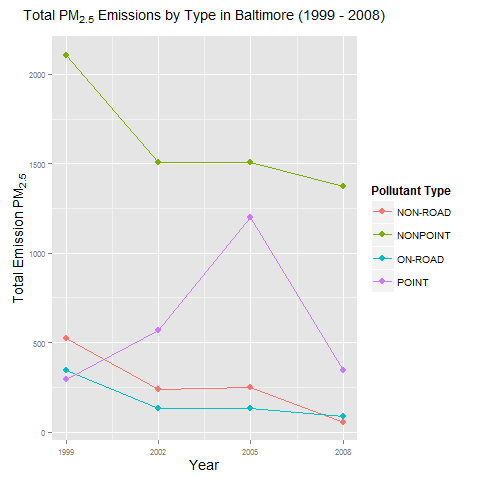 Total PM2.5 Emissions by Type in Baltimore (1999 - 2008)
Total Emission PM2.5
2000
1500
1000
500
0
1999 2002 2005 2008
Year
Pollutant Type
NON-ROAD
NONPOINT
ON-ROAD
POINT